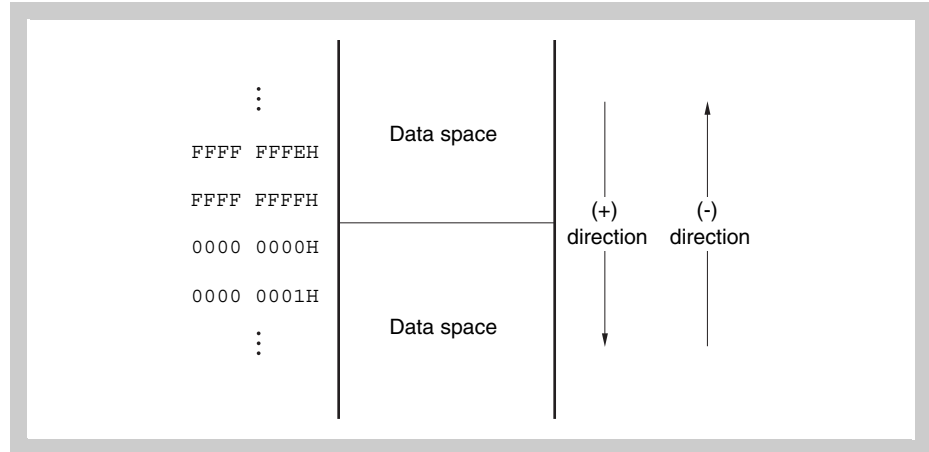 ⋮
Data space
FFFF FFFEH
FFFF FFFFH
(+) (-)
direction direction
0000 0000H
0000 0001H
Data space
⋮